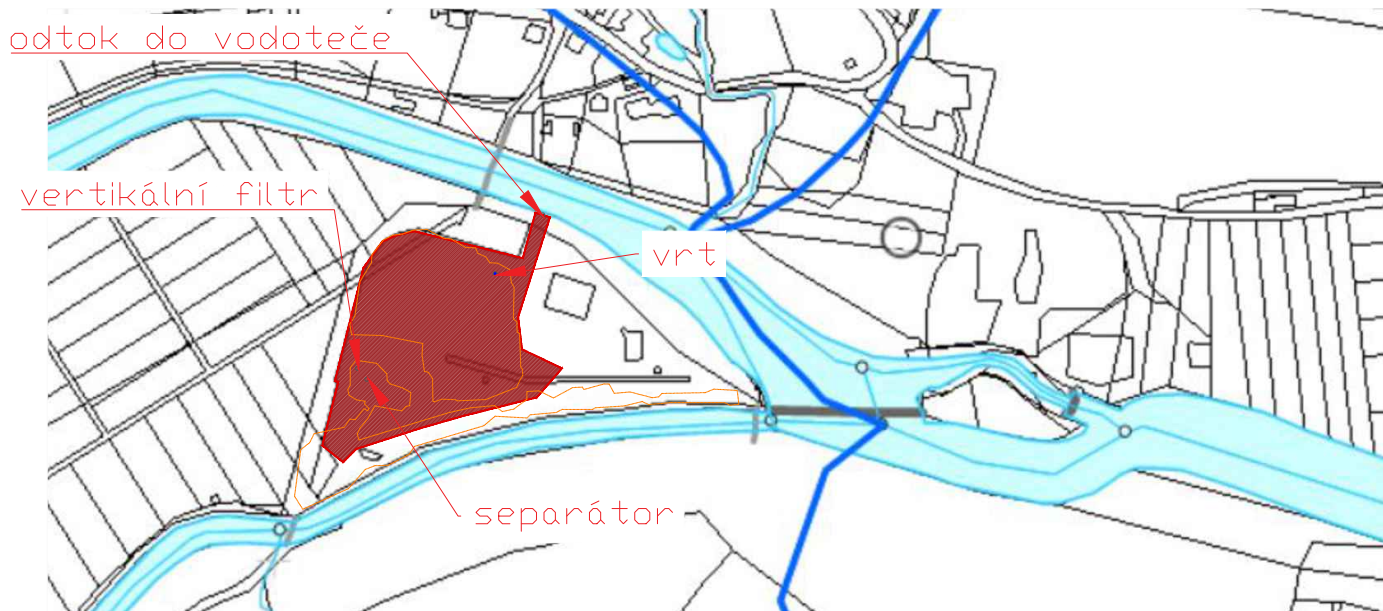 odtok do vodoteče
vertikální filtr
vrt
separátor